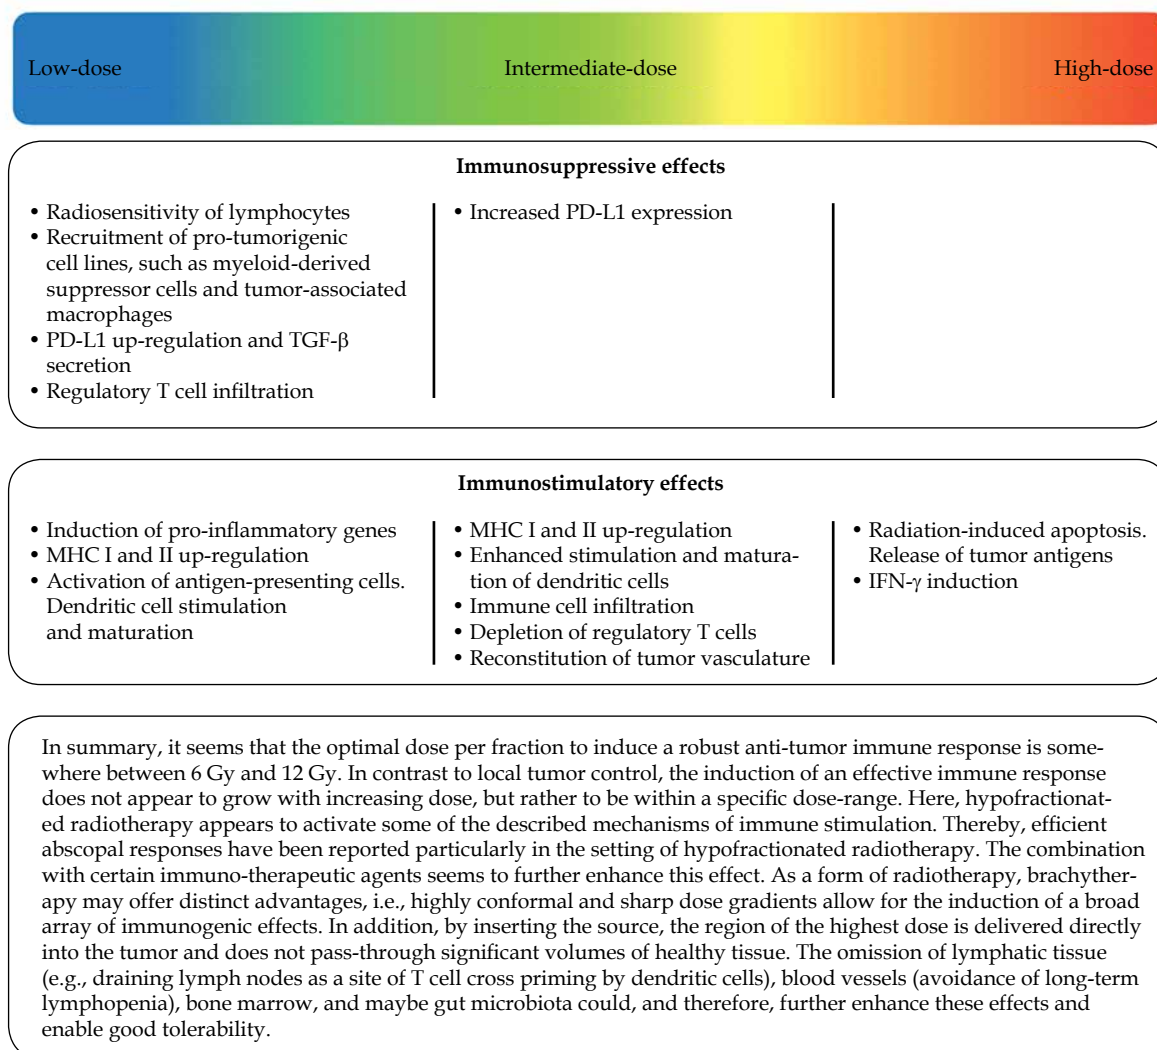 Low-dose Intermediate-dose High-dose
Immunosuppressive effects
• Radiosensitivity of lymphocytes
• Recruitment of pro-tumorigenic
cell lines, such as myeloid-derived
suppressor cells and tumor-associated
macrophages
• PD-L1 up-regulation and TGF-β
secretion
• Regulatory T cell infiltration
• Increased PD-L1 expression
Immunostimulatory effects
• Induction of pro-inflammatory genes
• MHC I and II up-regulation
• Activation of antigen-presenting cells.
Dendritic cell stimulation
and maturation
• MHC I and II up-regulation
• Enhanced stimulation and matura-
tion of dendritic cells
• Immune cell infiltration
• Depletion of regulatory T cells
• Reconstitution of tumor vasculature
• Radiation-induced apoptosis.
Release of tumor antigens
• IFN-γ induction
In summary, it seems that the optimal dose per fraction to induce a robust anti-tumor immune response is some-
where between 6 Gy and 12 Gy. In contrast to local tumor control, the induction of an effective immune response
does not appear to grow with increasing dose, but rather to be within a specific dose-range. Here, hypofractionat-
ed radiotherapy appears to activate some of the described mechanisms of immune stimulation. Thereby, efficient
abscopal responses have been reported particularly in the setting of hypofractionated radiotherapy. The combination
with certain immuno-therapeutic agents seems to further enhance this effect. As a form of radiotherapy, brachyther-
apy may offer distinct advantages, i.e., highly conformal and sharp dose gradients allow for the induction of a broad
array of immunogenic effects. In addition, by inserting the source, the region of the highest dose is delivered directly
into the tumor and does not pass-through significant volumes of healthy tissue. The omission of lymphatic tissue
(e.g., draining lymph nodes as a site of T cell cross priming by dendritic cells), blood vessels (avoidance of long-term
lymphopenia), bone marrow, and maybe gut microbiota could, and therefore, further enhance these effects and
enable good tolerability.